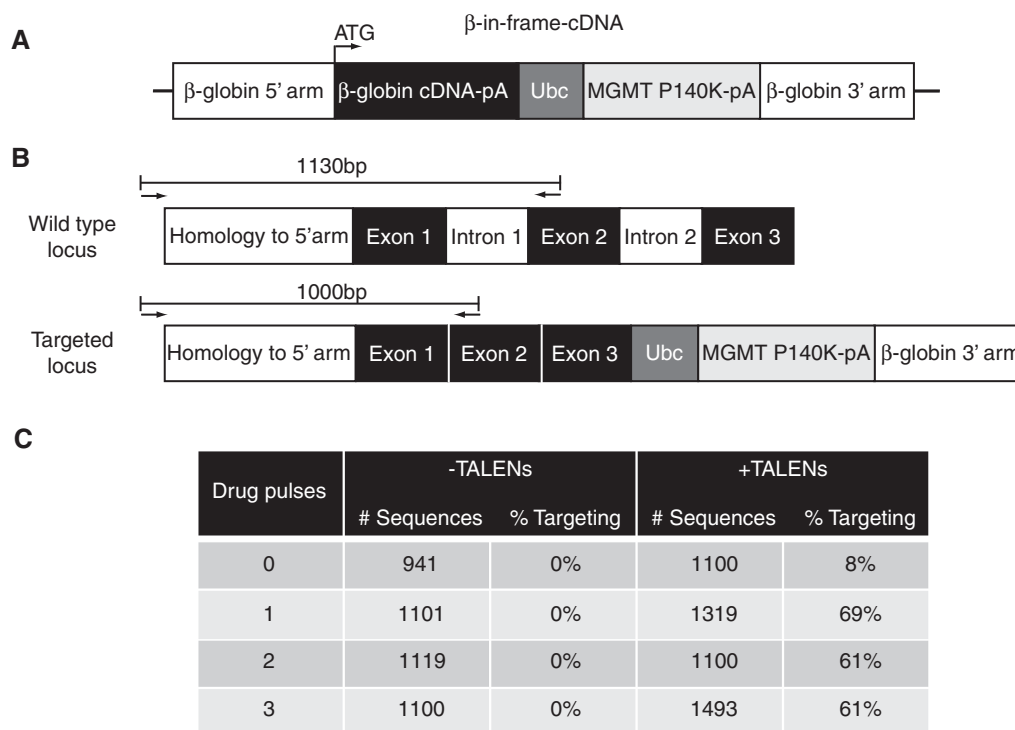 A
β-in-frame-cDNA
ATG
β-globin 5' arm β-globin cDNA-pA Ubc MGMT P140K-pA β-globin 3' arm
B
1130bp
Wild type
locus
Homology to 5'arm Exon 1 Intron 1 Exon 2 Intron 2 Exon 3
1000bp
Targeted
locus
Homology to 5' arm Exon 1 Exon 2 Exon 3 Ubc MGMT P140K-pA β-globin 3' arm
C
Drug pulses -TALENs +TALENs
# Sequences % Targeting # Sequences % Targeting
0 941 0% 1100 8%
1 1101 0% 1319 69%
2 1119 0% 1100 61%
3 1100 0% 1493 61%